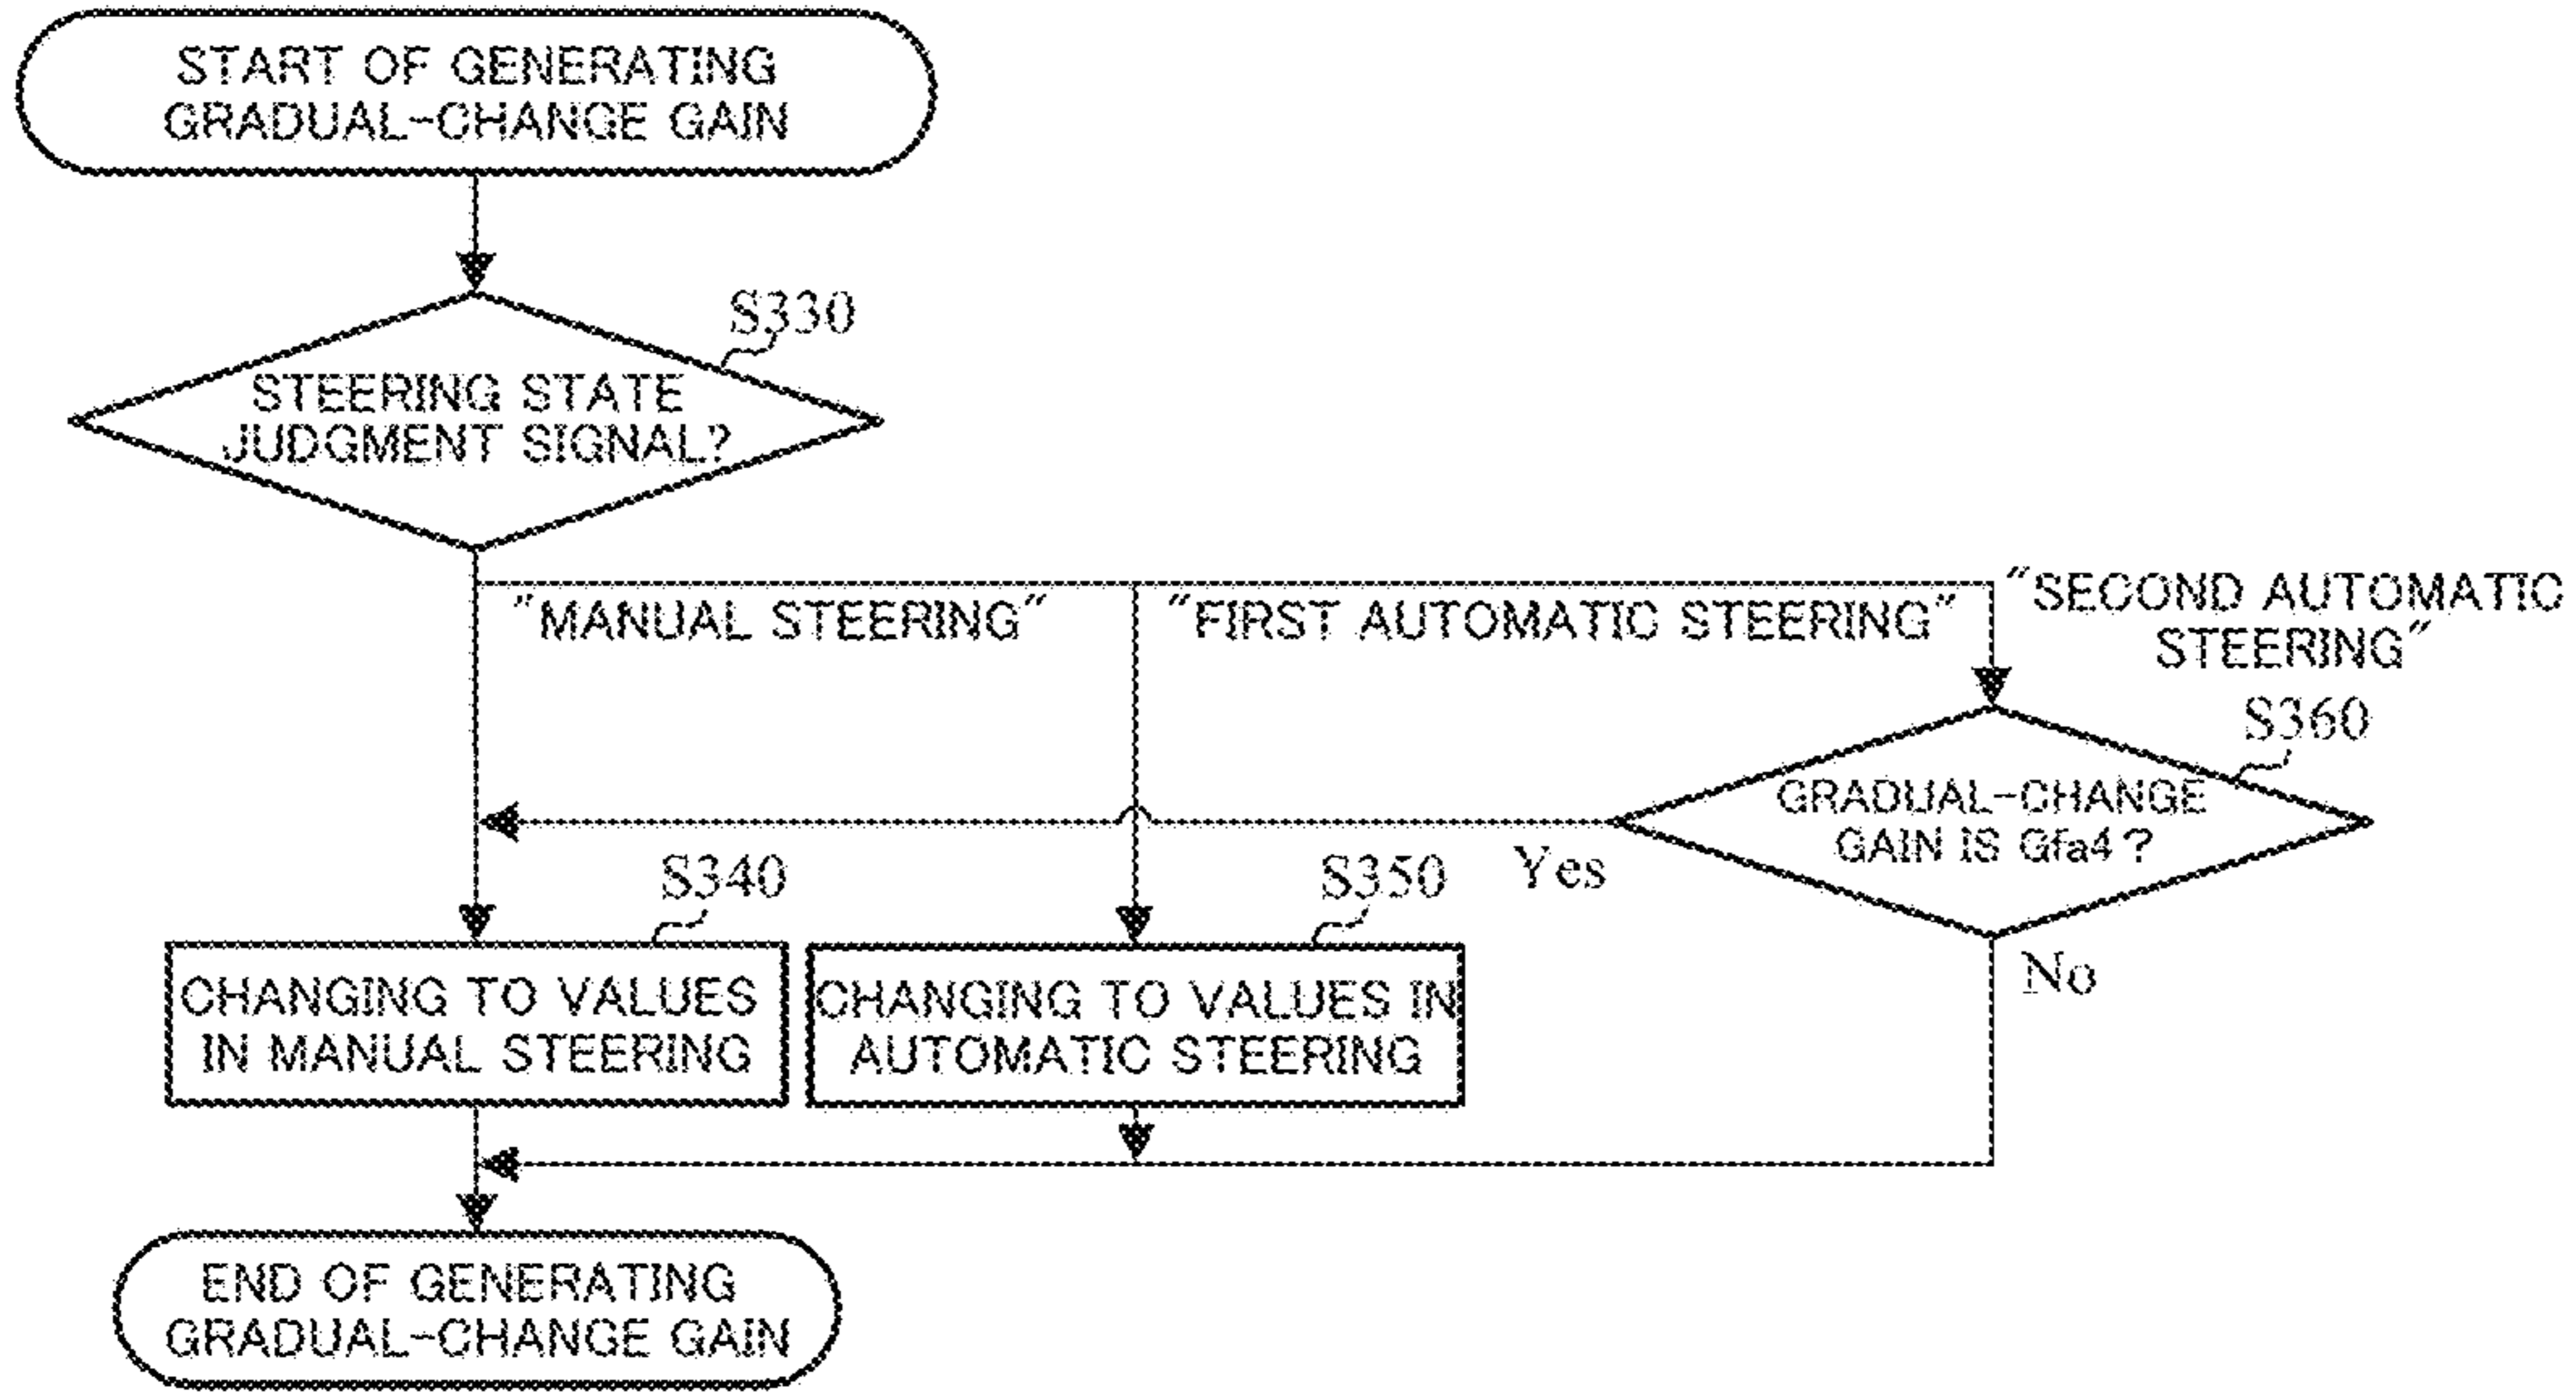 START OF GENERATING
GRADUAL-CHANGE GAIN
S330
STEERING STATE
JUDGMENT SIGNAL?
"MANUAL STEERING"
"FIRST AUTOMATIC STEERING"
"SECOND AUTOMATIC
STEERING"
S360
GRADUAL-CHANGE
GAIN IS Gfa4?
Yes
No
S340
CHANGING TO VALUES
IN MANUAL STEERING
S350
CHANGING TO VALUES IN
AUTOMATIC STEERING
END OF GENERATING
GRADUAL-CHANGE GAIN